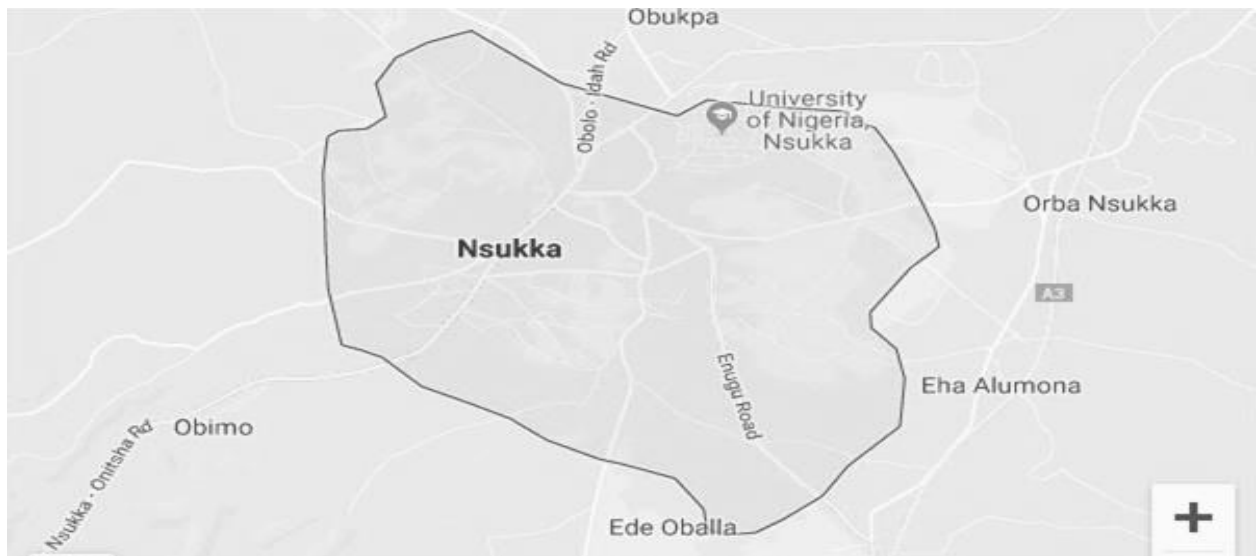 Obukpa
Obolo - Idah Rd
University
of Nigeria,
Nsukka
Orba Nsukka
Nsukka
A3
Enugu Road
Eha Alumona
Obimo
Nsukka - Onitsha Rd
Ede Oballa
+